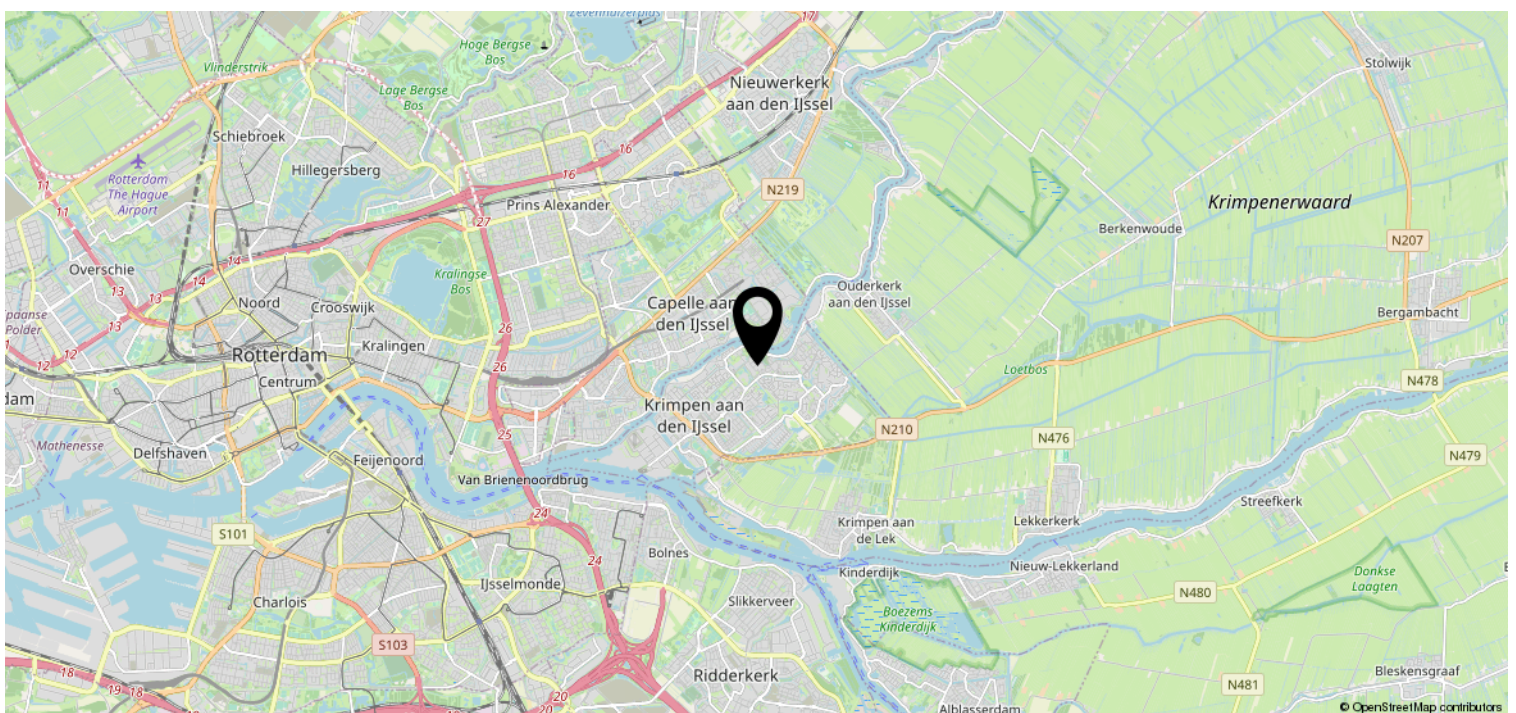 Zevenhuizerplas
17
Hoge Bergse
Bos
Vlinderstrik
Stolwijk
Lage Bergse
Bos
Nieuwerkerk
aan den IJssel
Schiebroek
16
Hillegersberg
16
11
Rotterdam
The Hague
Airport
N219
Prins Alexander
Krimpenerwaard
11
27
Berkenwoude
N207
14
Overschie
Kralingse
Bos
14
13
13
Noord
Crooswijk
Capelle aan
den IJssel
Ouderkerk
aan den IJssel
Bergambacht
paanse
Polder
13
26
12
12
Rotterdam
Kralingen
26
Loetbos
Centrum
N478
dam
Krimpen aan
den IJssel
N210
25
N476
Mathenesse
Delfshaven
Feijenoord
N479
Van Brienenoordbrug
Streefkerk
24
Krimpen aan
de Lek
Lekkerkerk
S101
Bolnes
24
Kinderdijk
Nieuw-Lekkerland
IJsselmonde
Donkse
Laagten
Charlois
Slikkerveer
Boezems
Kinderdijk
N480
S103
18
Ridderkerk
Bleskensgraaf
N481
19
18
20
20
Alblasserdam
© OpenStreetMap contributors